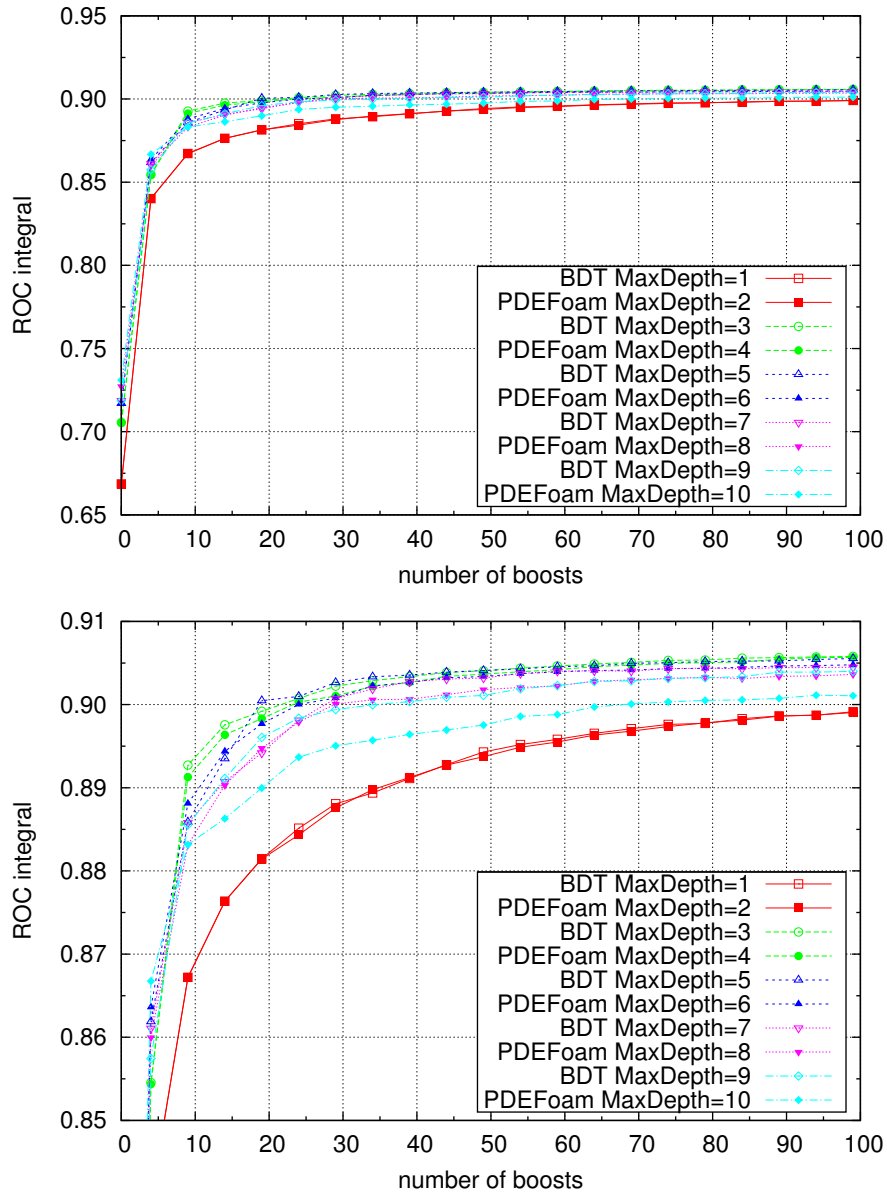 0.95
0.90
0.85
0.80
0.75
0.70
0.65
ROC integral
BDT MaxDepth=1
PDEFoam MaxDepth=2
BDT MaxDepth=3
PDEFoam MaxDepth=4
BDT MaxDepth=5
PDEFoam MaxDepth=6
BDT MaxDepth=7
PDEFoam MaxDepth=8
BDT MaxDepth=9
PDEFoam MaxDepth=10
0 10 20 30 40 50 60 70 80 90 100
number of boosts
0.91
0.90
0.89
0.88
0.87
0.86
0.85
ROC integral
BDT MaxDepth=1
PDEFoam MaxDepth=2
BDT MaxDepth=3
PDEFoam MaxDepth=4
BDT MaxDepth=5
PDEFoam MaxDepth=6
BDT MaxDepth=7
PDEFoam MaxDepth=8
BDT MaxDepth=9
PDEFoam MaxDepth=10
0 10 20 30 40 50 60 70 80 90 100
number of boosts